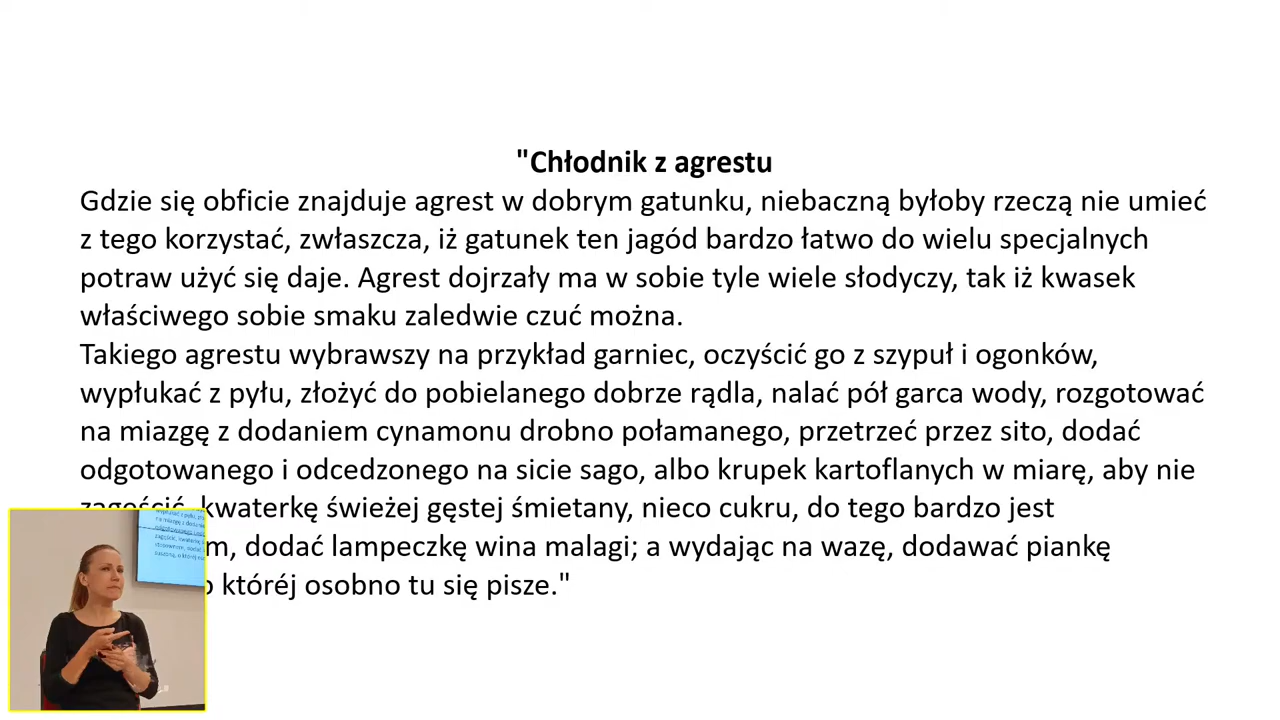 "Chłodnik z agrestu
Gdzie się obficie znajduje agrest w dobrym gatunku, niebaczną byłoby rzeczą nie umieć
z tego korzystać, zwłaszcza, iż gatunek ten jagód bardzo łatwo do wielu specjalnych
potraw użyć się daje. Agrest dojrzały ma w sobie tyle wiele słodyczy, tak iż kwasek
właściwego sobie smaku zaledwie czuć można.
Takiego agrestu wybrawszy na przykład garniec, oczyścić go z szypuł i ogonków,
wypłukać z pyłu, złożyć do pobielanego dobrze rądla, nalać pół garca wody, rozgotować
na miazgę z dodaniem cynamonu drobno połamanego, przetrzeć przez sito, dodać
odgotowanego i odcedzonego na sicie sago, albo krupek kartoflanych w miarę, aby nie
zagościć, kwaterkę świeżej gęstej śmietany, nieco cukru, do tego bardzo jest
dodać lampeczkę wina malagi; a wydając na wazę, dodawać piankę
któréj osobno tu się pisze."